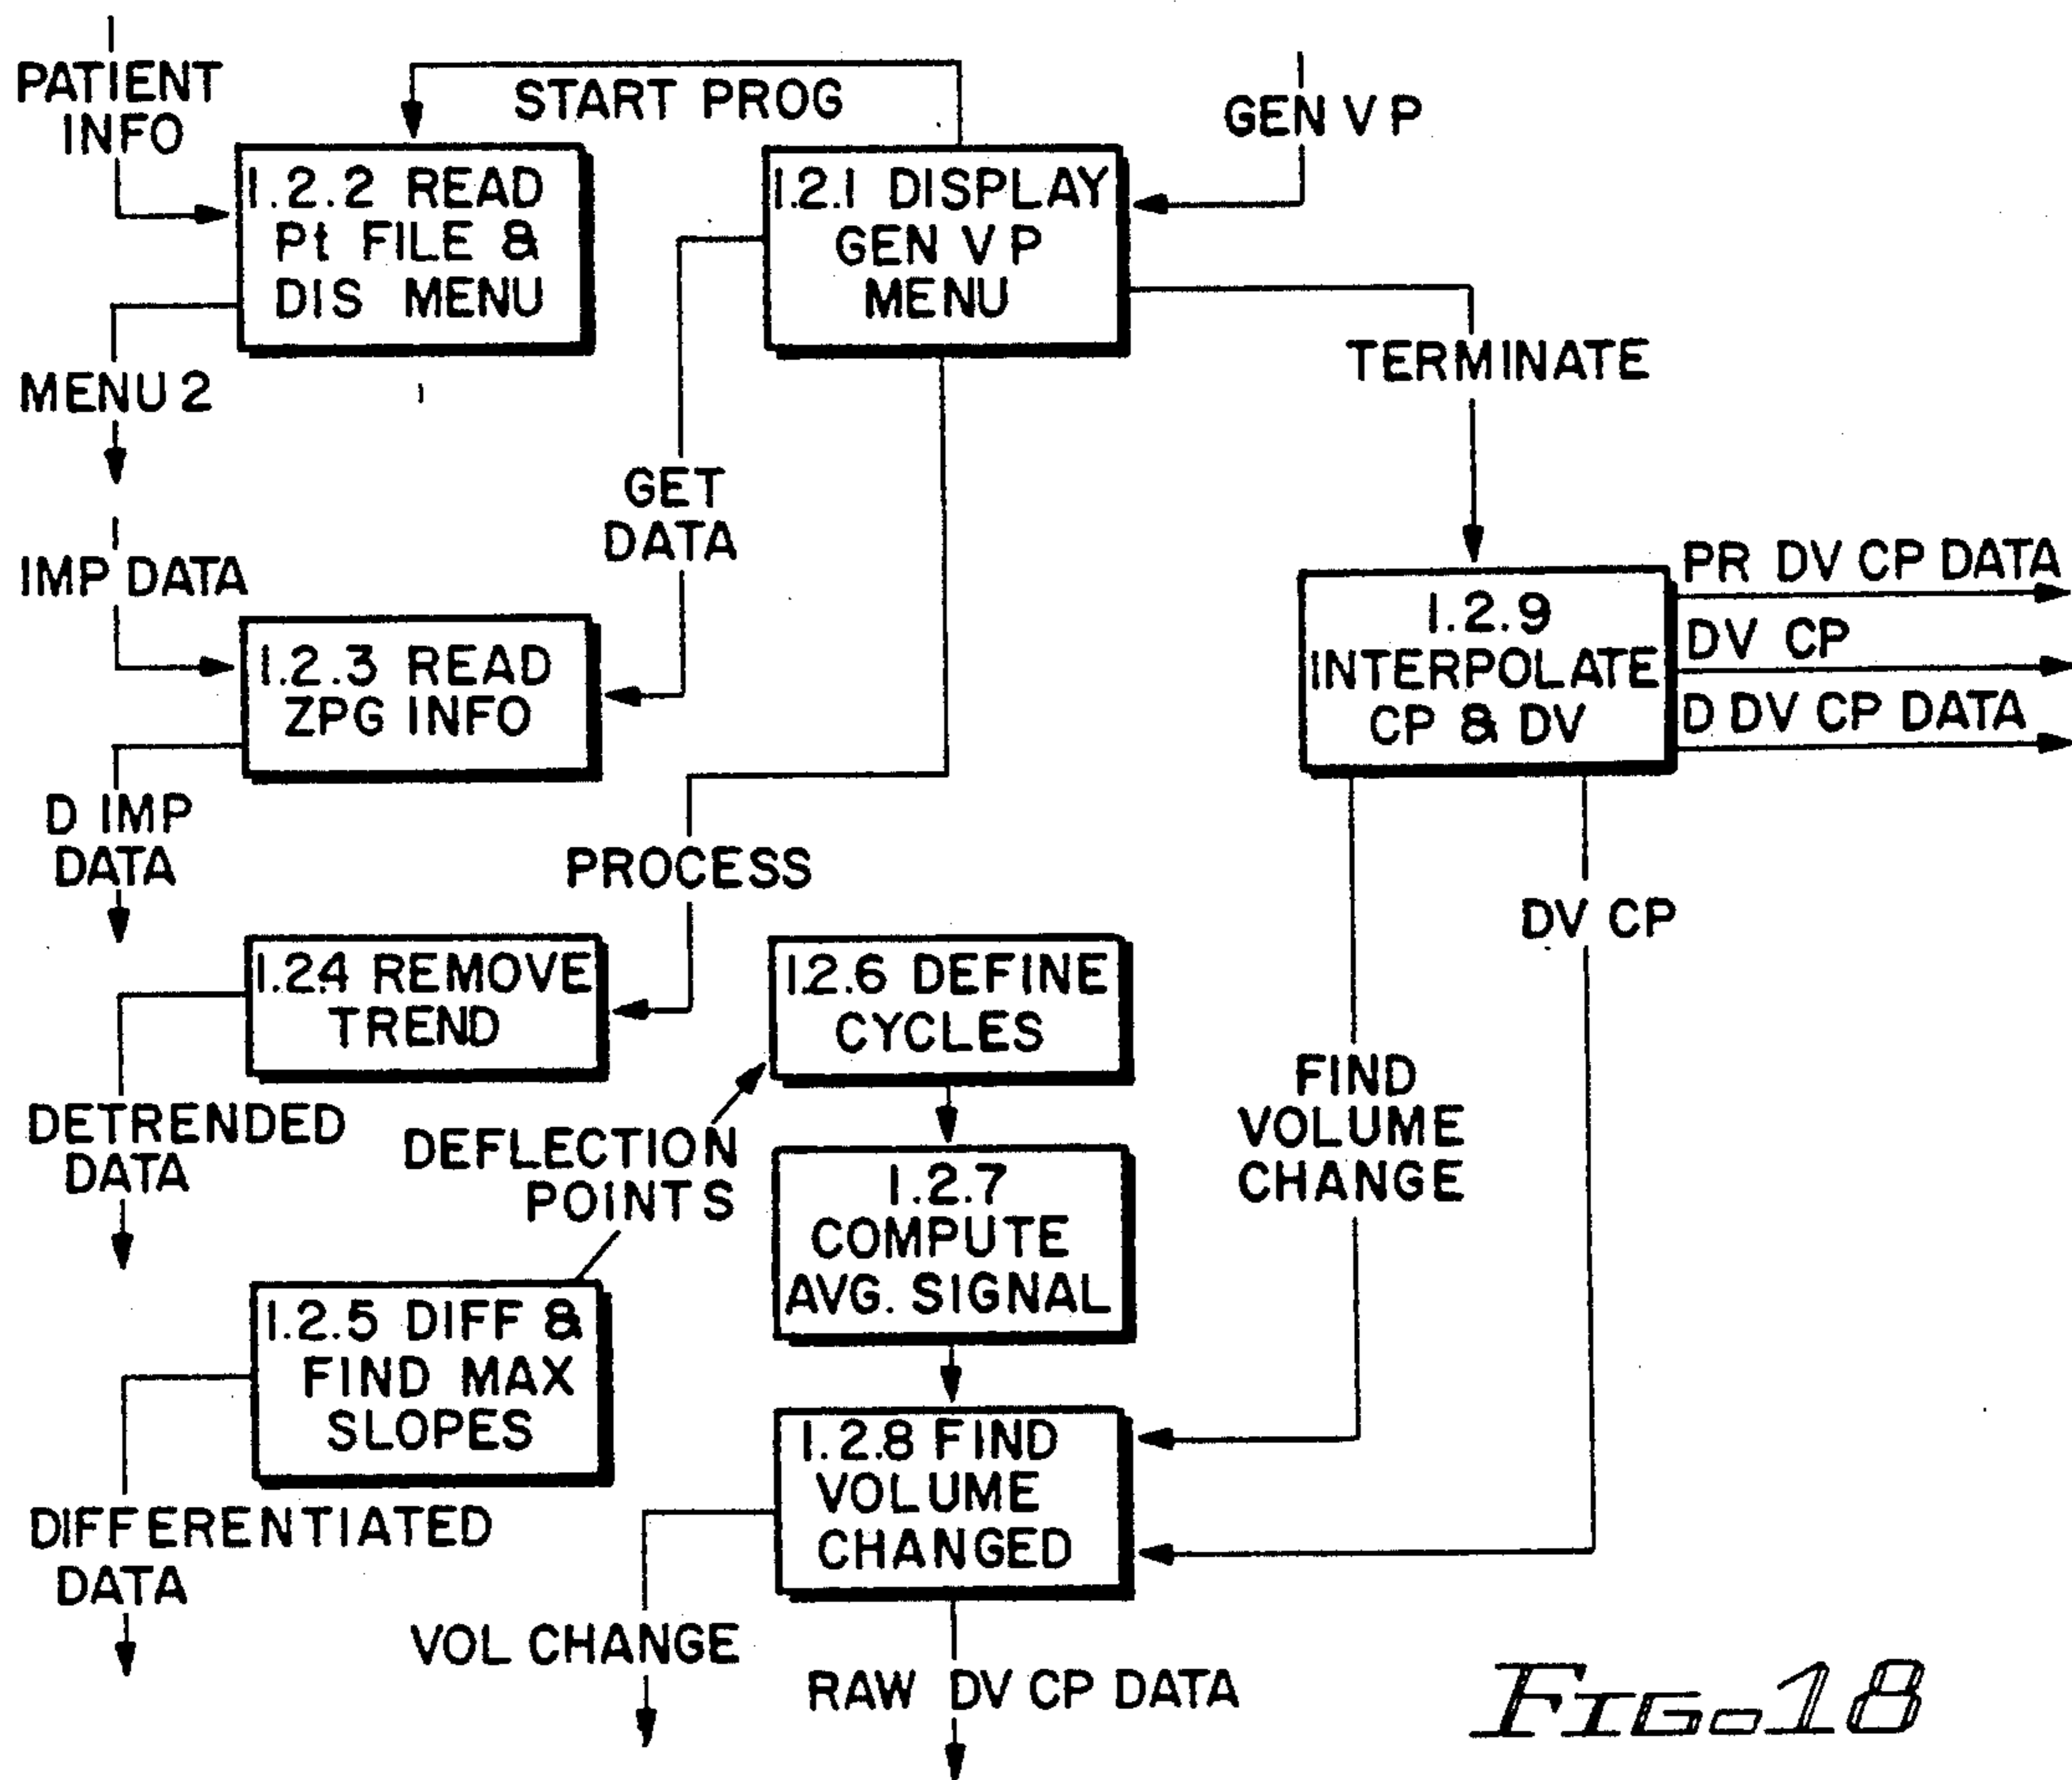 PATIENT
INFO
START PROG
GEN V P
1.2.2 READ
Pt FILE &
DIS MENU
1.2.1 DISPLAY
GEN V P
MENU
MENU 2
TERMINATE
GET
DATA
IMP DATA
1.2.3 READ
ZPG INFO
1.2.9
INTERPOLATE
CP & DV
PR DV CP DATA
DV CP
D DV CP DATA
D IMP
DATA
PROCESS
DV CP
1.2.4 REMOVE
TREND
1.2.6 DEFINE
CYCLES
FIND
VOLUME
CHANGE
DETRENDED
DATA
DEFLECTION
POINTS
1.2.7
COMPUTE
AVG. SIGNAL
1.2.5 DIFF &
FIND MAX
SLOPES
1.2.8 FIND
VOLUME
CHANGED
DIFFERENTIATED
DATA
VOL CHANGE
RAW DV CP DATA
FIG. 18